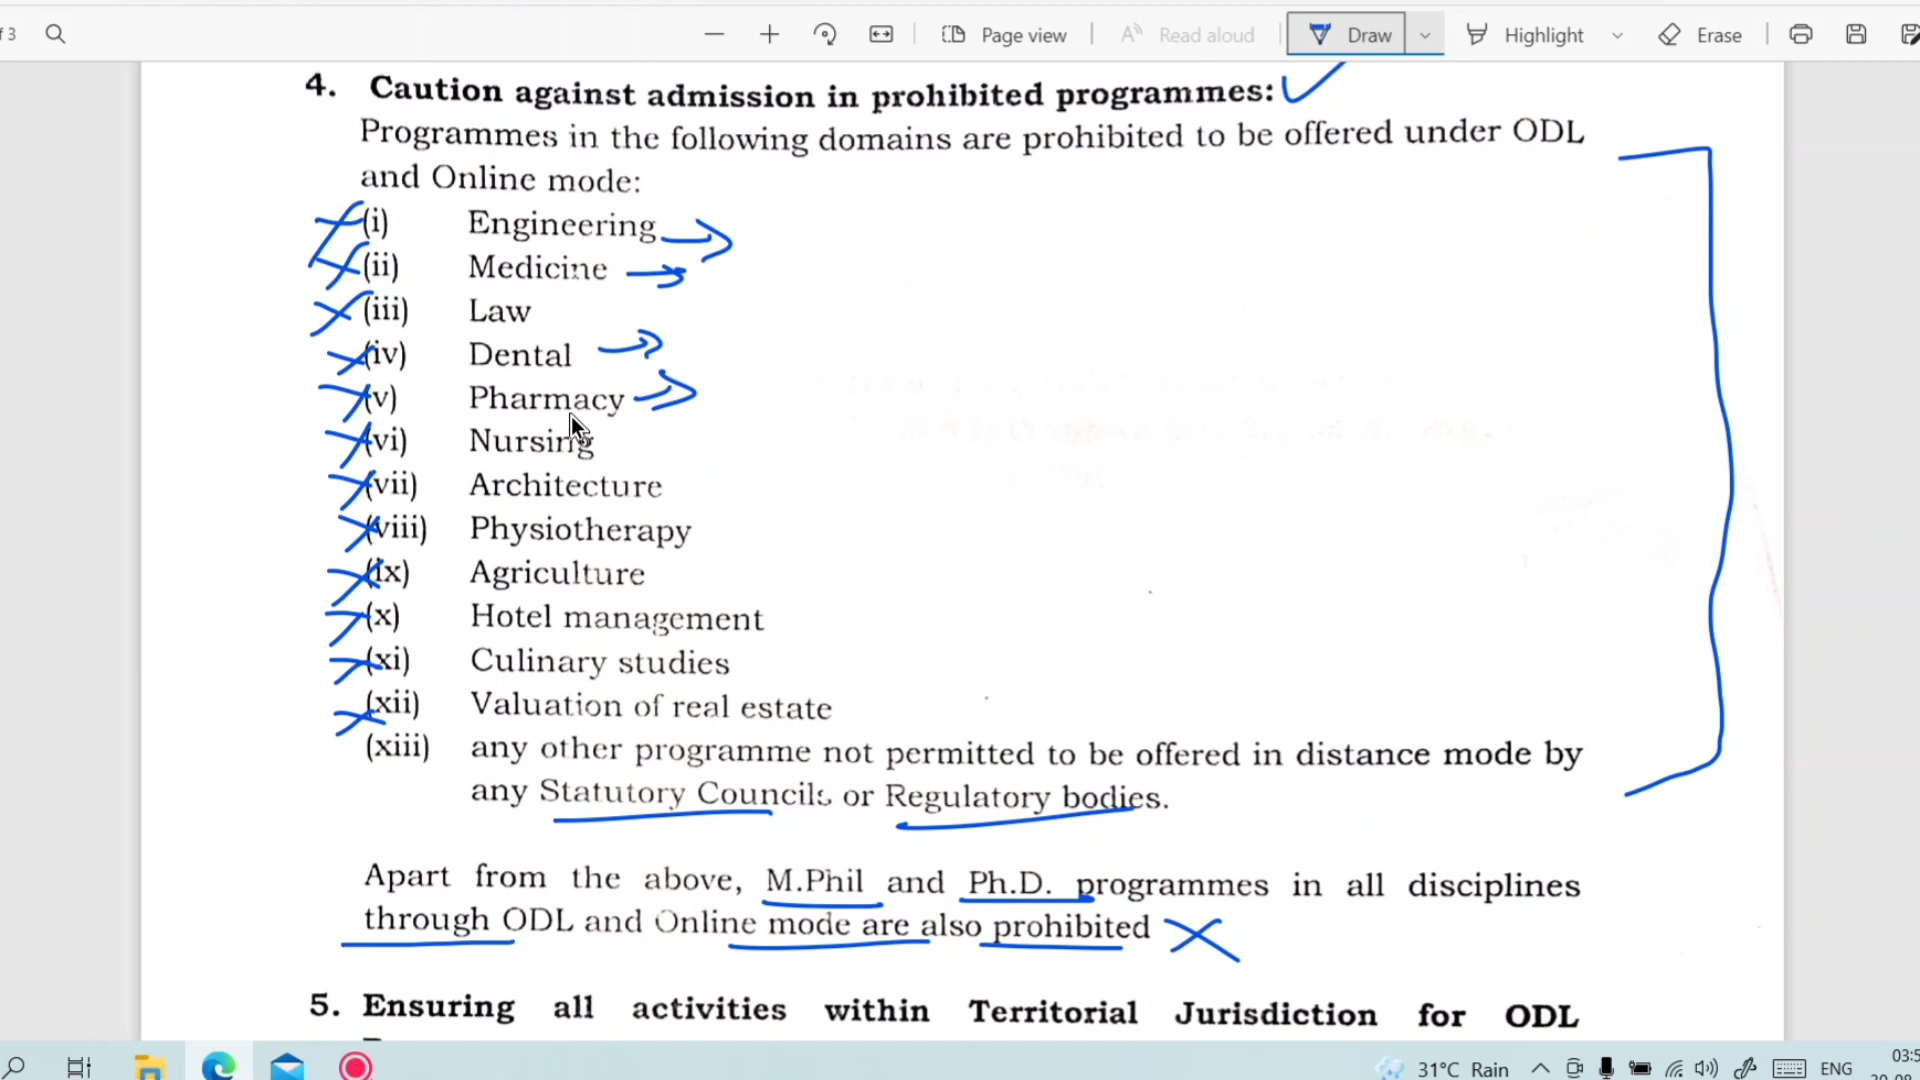 f 3
Page view
Read aloud
Draw
Highlight
Erase
4. Caution against admission in prohibited programmes:
Programmes in the following domains are prohibited to be offered under ODL
and Online mode:
(i) Engineering
(ii) Medicine
(iii) Law
(iv) Dental
(v) Pharmacy
(vi) Nursing
(vii) Architecture
(viii) Physiotherapy
(ix) Agriculture
(x) Hotel management
(xi) Culinary studies
(xii) Valuation of real estate
(xiii) any other programme not permitted to be offered in distance mode by
any Statutory Councils or Regulatory bodies.
Apart from the above, M.Phil and Ph.D. programmes in all disciplines
through ODL and Online mode are also prohibited
5. Ensuring all activities within Territorial Jurisdiction for ODL
31°C Rain
ENG
03:5